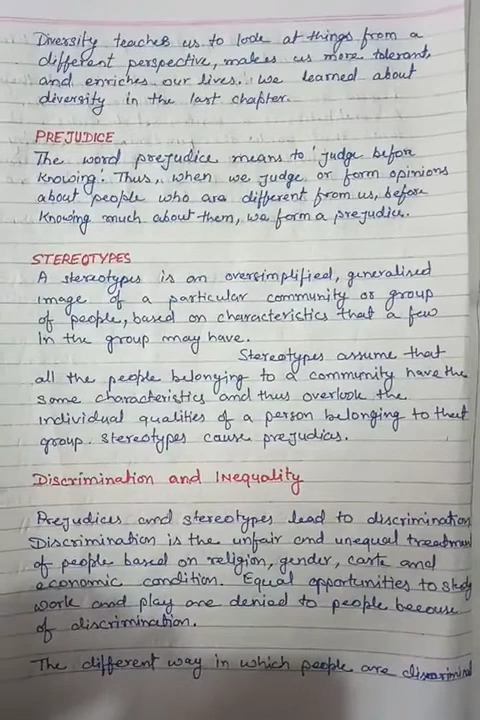 Diversity teaches us to look at things from a
different perspective, makes us more tolerant,
and enriches our lives. We learned about
diversity in the last chapter.
PREJUDICE
The word prejudice means to 'judge before
knowing'. Thus, when we judge or form opinions
about people who are different from us, before
knowing much about them, we form a prejudice.
STEREOTYPES
A stereotypes is an oversimplified, generalised
image of a particular community or group
of people, based on characteristics that a few
in the group may have.
Stereotypes assume that
all the people belonging to a community have the
same characteristics and thus overlook the
individual qualities of a person belonging to that
group. Stereotypes cause prejudices.
Discrimination and Inequality
Prejudices and stereotypes lead to discrimination
Discrimination is the unfair and unequal treatmen
of people based on religion, gender, caste and
economic condition. Equal opportunities to study
work and play are denied to people because
of discrimination.
The different way in which people are discriminat